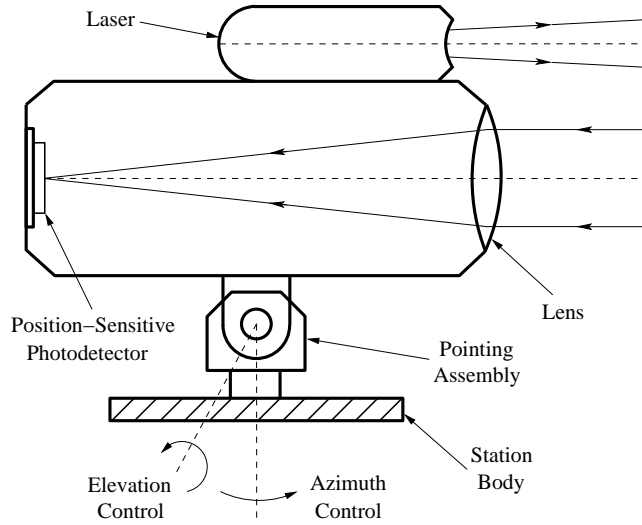 Laser
Position−Sensitive
Photodetector
Lens
Pointing
Assembly
Station
Body
Elevation
Control
Azimuth
Control